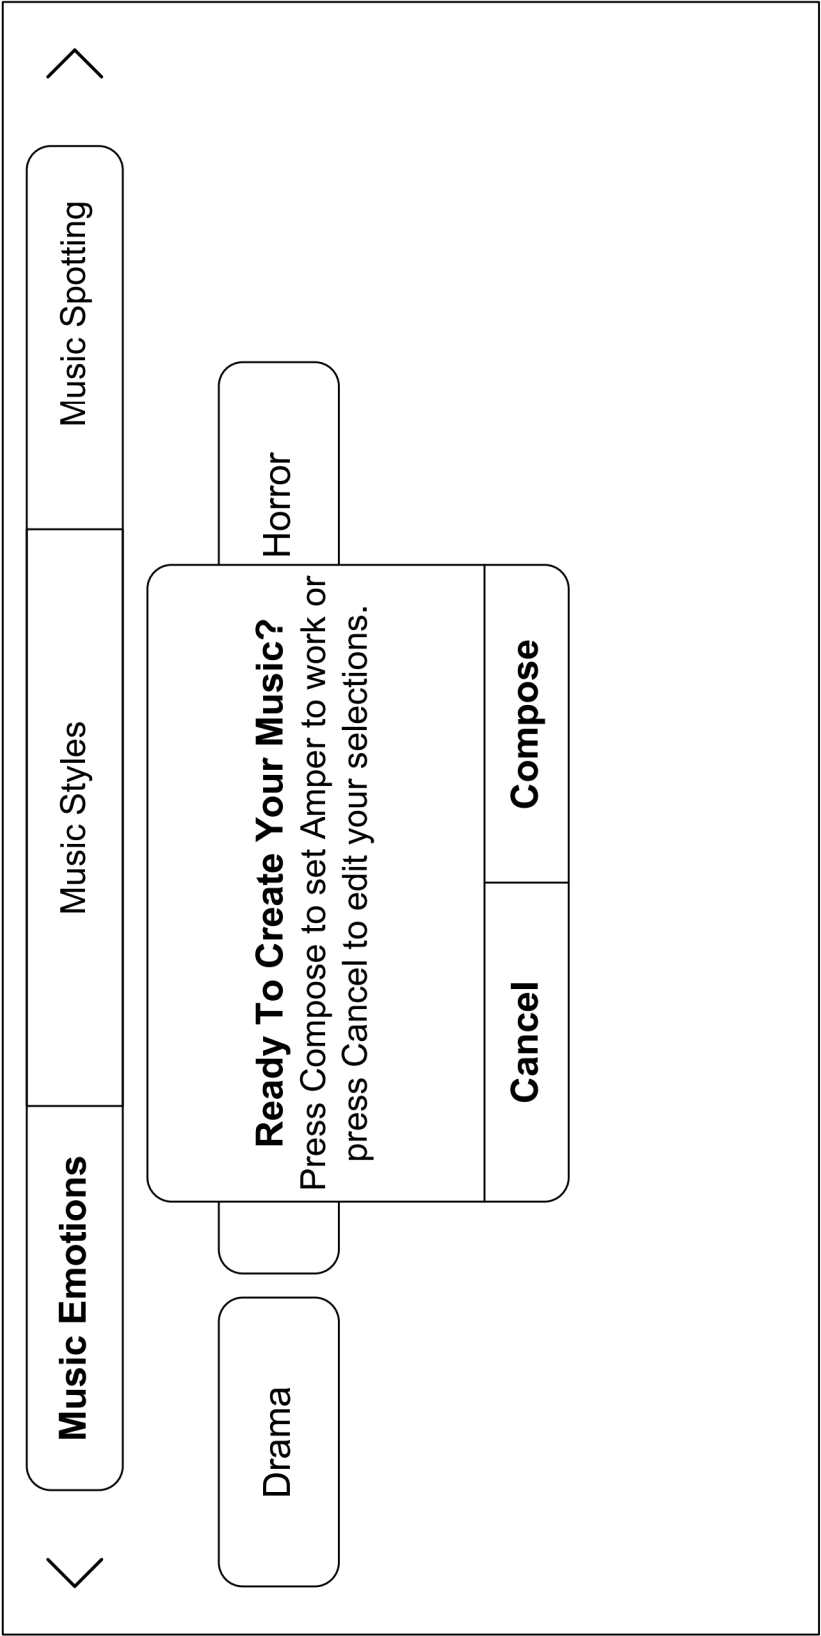 Music Emotions
Music Styles
Music Spotting
Drama
Horror
Ready To Create Your Music?
Press Compose to set Amper to work or
press Cancel to edit your selections.
Cancel
Compose